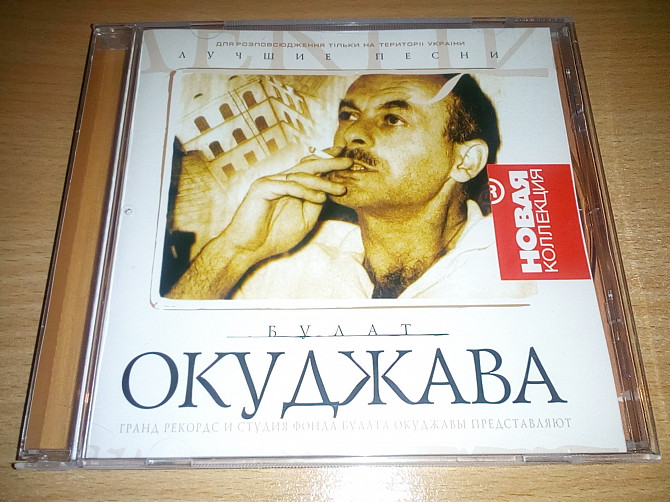 ДЛЯ РОЗПОВСЮДЖЕННЯ ТІЛЬКИ НА ТЕРИТОРІЇ УКРАЇНИ
ЛУЧШИЕ ПЕСНИ
®
НОВАЯ
КОЛЛЕКЦИЯ
БУЛАТ
ОКУДЖАВА
ГРАНД РЕКОРДС И СТУДИЯ ФОНДА БУЛАТА ОКУДЖАВЫ ПРЕДСТАВЛЯЮТ